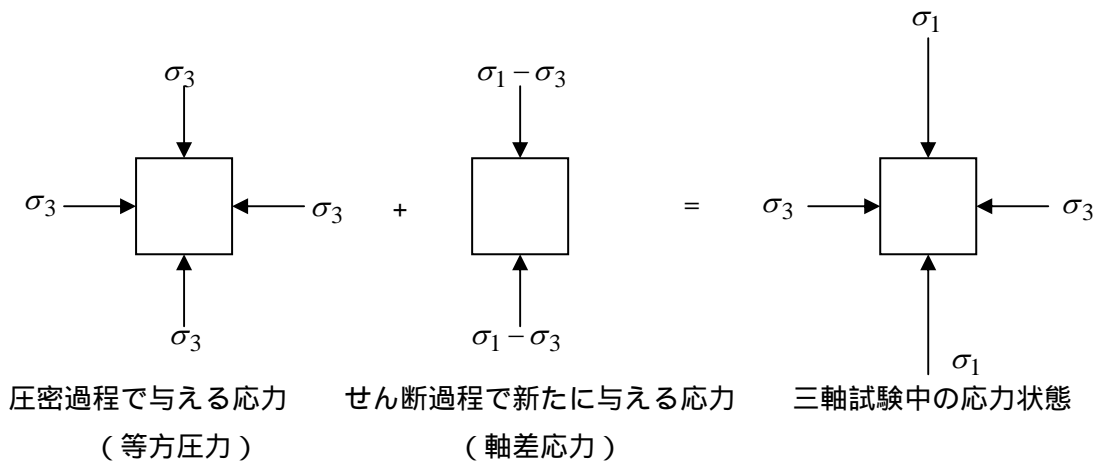 σ1
σ3
σ1 − σ3
σ3
σ3
+
=
σ3
σ3
σ3
σ1 − σ3
σ1
圧密過程で与える応力
(等方圧力)
せん断過程で新たに与える応力
(軸差応力)
三軸試験中の応力状態